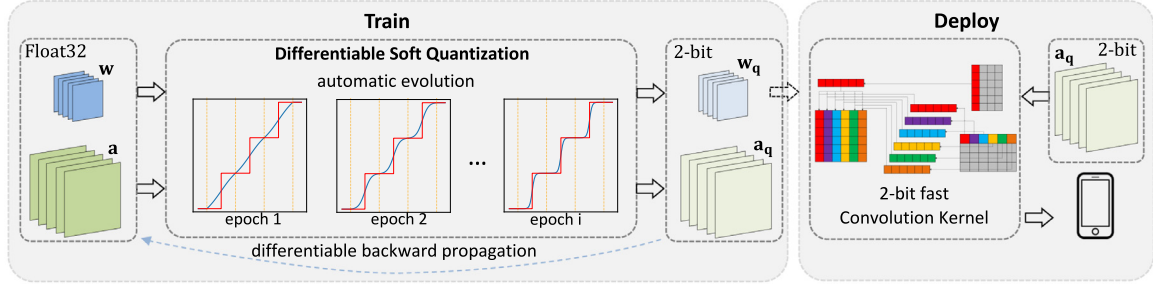 Train
Deploy
Float32
w
a
Differentiable Soft Quantization
automatic evolution
...
epoch 1
epoch 2
epoch i
differentiable backward propagation
2-bit
w_q
a_q
a_q 2-bit
2-bit fast
Convolution Kernel